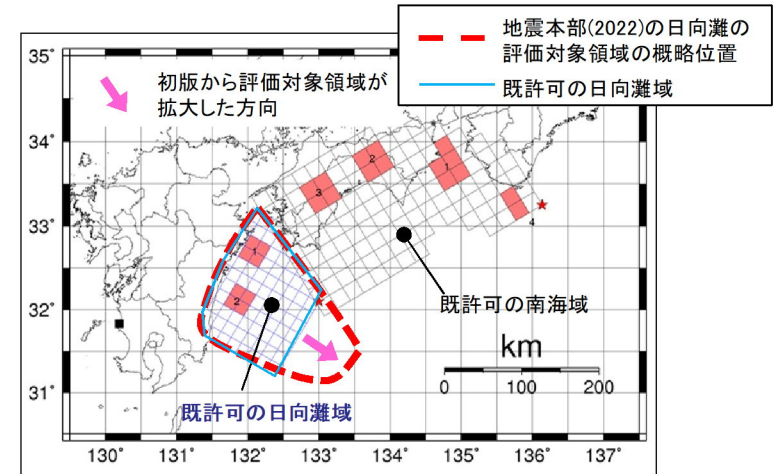 地震本部(2022)の日向灘の
評価対象領域の概略位置
既許可の日向灘域
初版から評価対象領域が
拡大した方向
35°
34°
33°
32°
31°
2
1
3
4
1
2
既許可の南海域
km
0 100 200
既許可の日向灘域
130° 131° 132° 133° 134° 135° 136° 137°